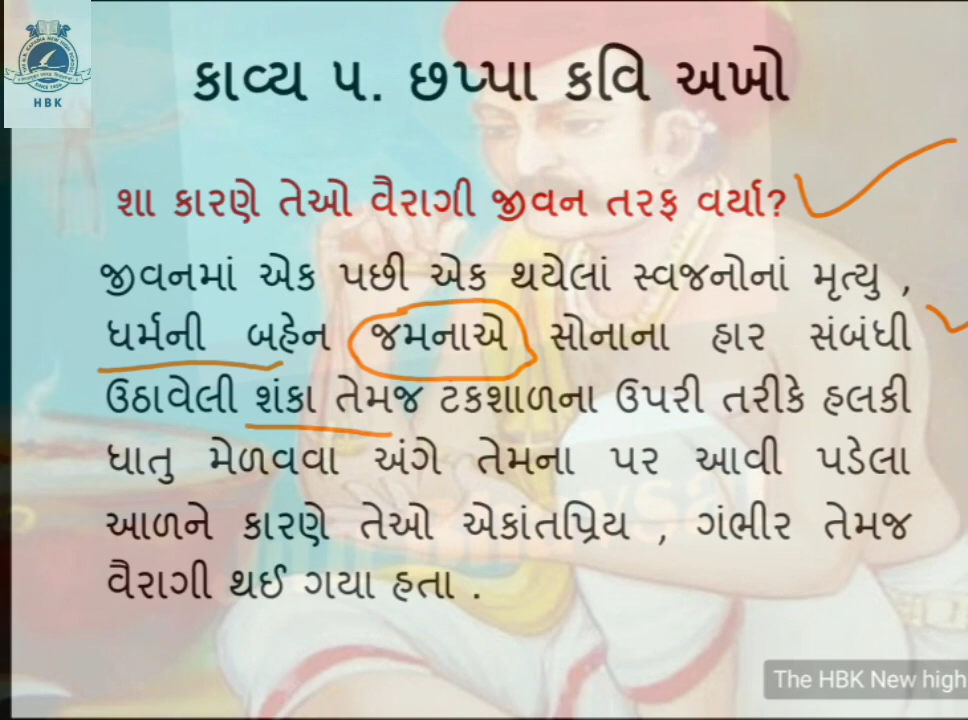 HBK
કાવ્ય ૫. છપ્પા કવિ અખો
શા કારણે તેઓ વૈરાગી જીવન તરફ વર્યા?
જીવનમાં એક પછી એક થયેલાં સ્વજનોનાં મૃત્યુ ,
ધર્મની બહેન જમનાએ સોનાના હાર સંબંધી
ઉઠાવેલી શંકા તેમજ ટકશાળના ઉપરી તરીકે હલકી
ધાતુ મેળવવા અંગે તેમના પર આવી પડેલા
આળને કારણે તેઓ એકાંતપ્રિય , ગંભીર તેમજ
વૈરાગી થઈ ગયા હતા .
The HBK New high